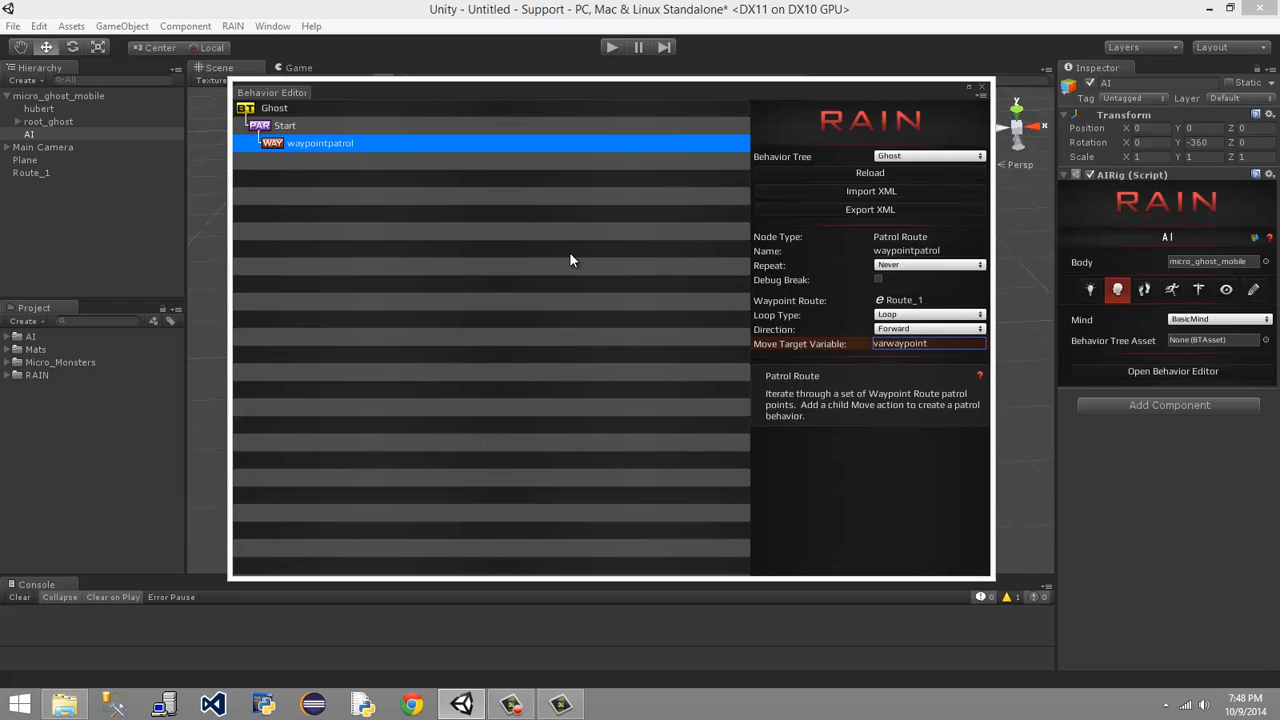 Unity - Untitled - Support - PC, Mac & Linux Standalone* <DX11 on DX10 GPU>
File Edit Assets GameObject Component RAIN Window Help
Center Local Layers Layout
Hierarchy
Create All
micro_ghost_mobile
hubert
root_ghost
AI
Main Camera
Plane
Route_1
Scene Game
Persp
Project
Create
AI
Mats
Micro_Monsters
RAIN
Behavior Editor
BT Ghost
PAR Start
WAY waypointpatrol
RAIN
Behavior Tree Ghost
Reload
Import XML
Export XML
Node Type: Patrol Route
Name: waypointpatrol
Repeat: Never
Debug Break:
Waypoint Route: e Route_1
Loop Type: Loop
Direction: Forward
Move Target Variable: varwaypoint
Patrol Route ?
Iterate through a set of Waypoint Route patrol
points. Add a child Move action to create a patrol
behavior.
Inspector
AI Static
Tag Untagged Layer Default
Transform
Position X 0 Y 0 Z 0
Rotation X 0 Y -360 Z 0
Scale X 1 Y 1 Z 1
AIRig (Script)
RAIN
AI ?
Body micro_ghost_mobile
Mind BasicMind
Behavior Tree Asset None (BTAsset)
Open Behavior Editor
Add Component
Console
Clear Collapse Clear on Play Error Pause 0 1 0
7:48 PM
10/9/2014